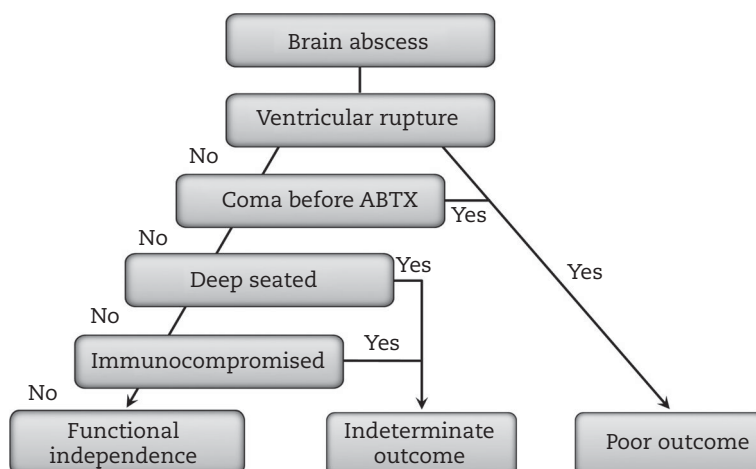 Brain abscess
Ventricular rupture
No
Coma before ABTX
Yes
No
Deep seated
Yes
Yes
No
Immunocompromised
Yes
No
Functional
independence
Indeterminate
outcome
Poor outcome